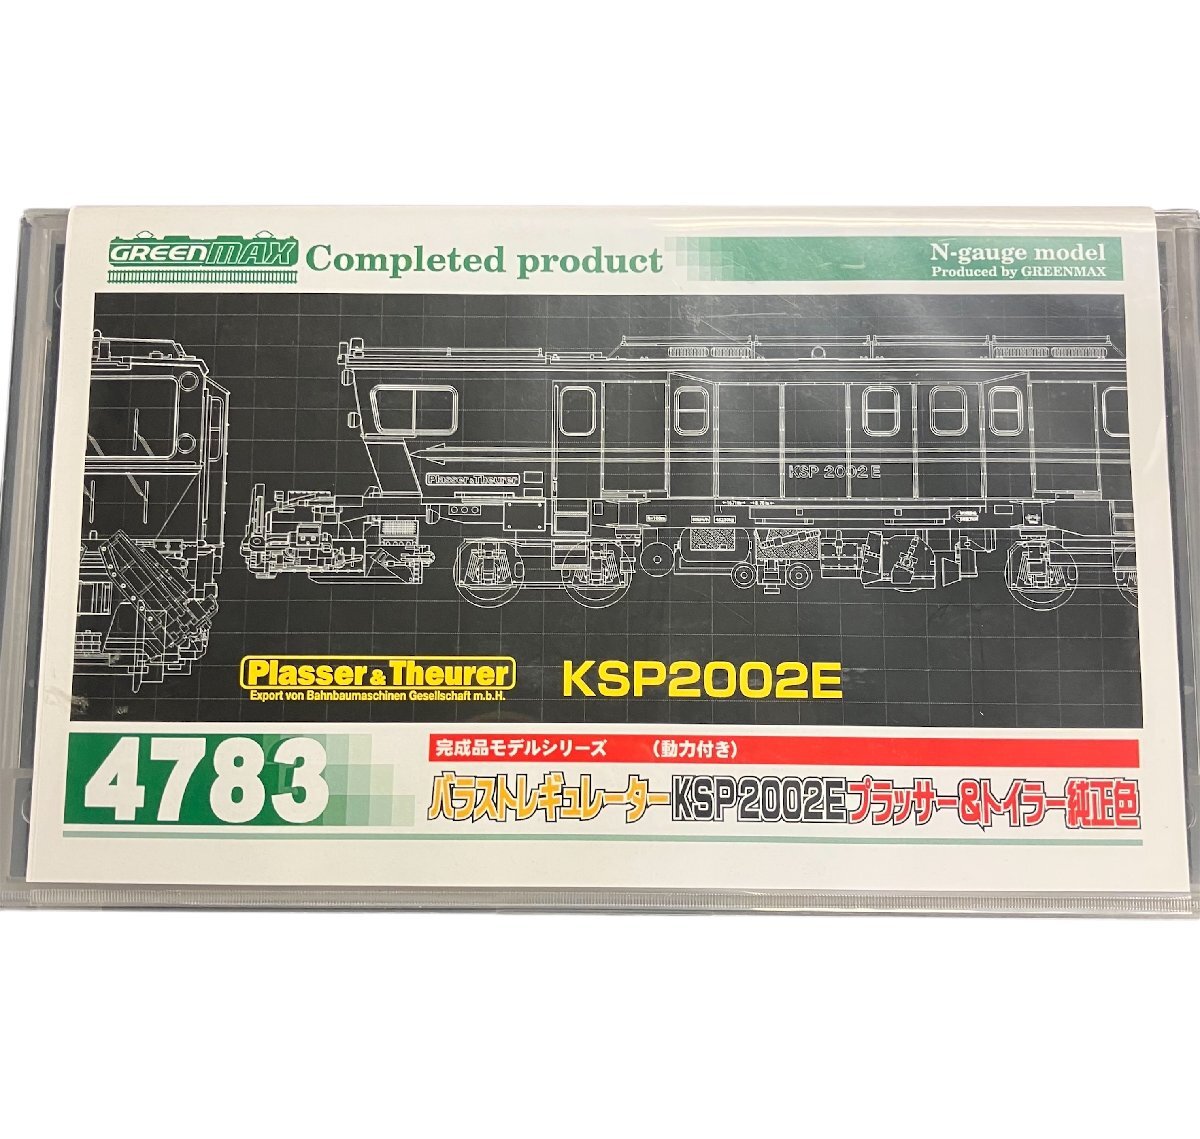 GREENMAX Completed product
N-gauge model
Produced by GREENMAX
Plasser&Theurer
KSP 2002E
Plasser&Theurer
Export von Bahnbaumaschinen Gesellschaft m.b.H.
KSP2002E
4783
完成品モデルシリーズ （動力付き）
バラストレギュレーターKSP2002Eプラッサー&トイラー純正色